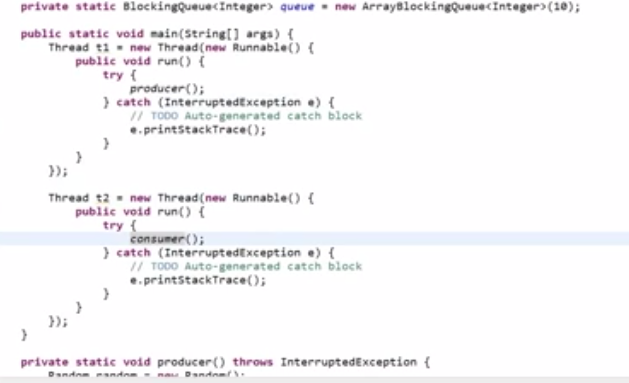 private static BlockingQueue<Integer> queue = new ArrayBlockingQueue<Integer>(10);
public static void main(String[] args) {
Thread t1 = new Thread(new Runnable() {
public void run() {
try {
producer();
} catch (InterruptedException e) {
// TODO Auto-generated catch block
e.printStackTrace();
}
}
});
Thread t2 = new Thread(new Runnable() {
public void run() {
try {
consumer();
} catch (InterruptedException e) {
// TODO Auto-generated catch block
e.printStackTrace();
}
}
});
}
private static void producer() throws InterruptedException {
Random random = new Random();